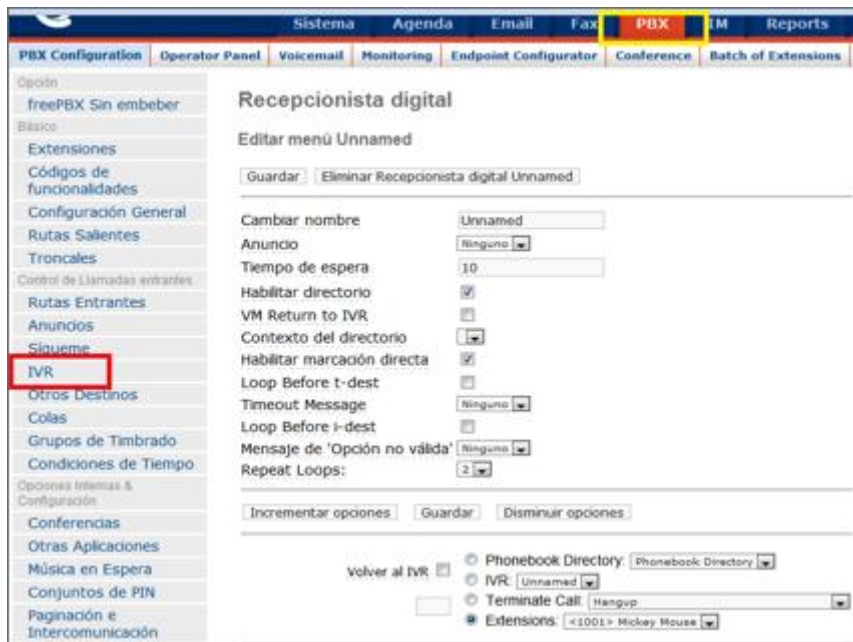 Sistema Agenda Email Fax PBX IM Reports
PBX Configuration Operator Panel Voicemail Monitoring Endpoint Configurator Conference Batch of Extensions
Opción
freePBX Sin embeber
Básico
Extensiones
Códigos de
funcionalidades
Configuración General
Rutas Salientes
Troncales
Control de Llamadas entrantes
Rutas Entrantes
Anuncios
Sígueme
IVR
Otros Destinos
Colas
Grupos de Timbrado
Condiciones de Tiempo
Opciones Internas &
Configuración
Conferencias
Otras Aplicaciones
Música en Espera
Conjuntos de PIN
Paginación e
Intercomunicación
Recepcionista digital
Editar menú Unnamed
Guardar Eliminar Recepcionista digital Unnamed
Cambiar nombre Unnamed
Anuncio Ninguno
Tiempo de espera 10
Habilitar directorio
VM Return to IVR
Contexto del directorio
Habilitar marcación directa
Loop Before t-dest
Timeout Message Ninguno
Loop Before i-dest
Mensaje de 'Opción no válida' Ninguno
Repeat Loops: 2
Incrementar opciones Guardar Disminuir opciones
Volver al IVR
Phonebook Directory: Phonebook Directory
IVR: Unnamed
Terminate Call: Hangup
Extensions: <1001> Mickey Mouse